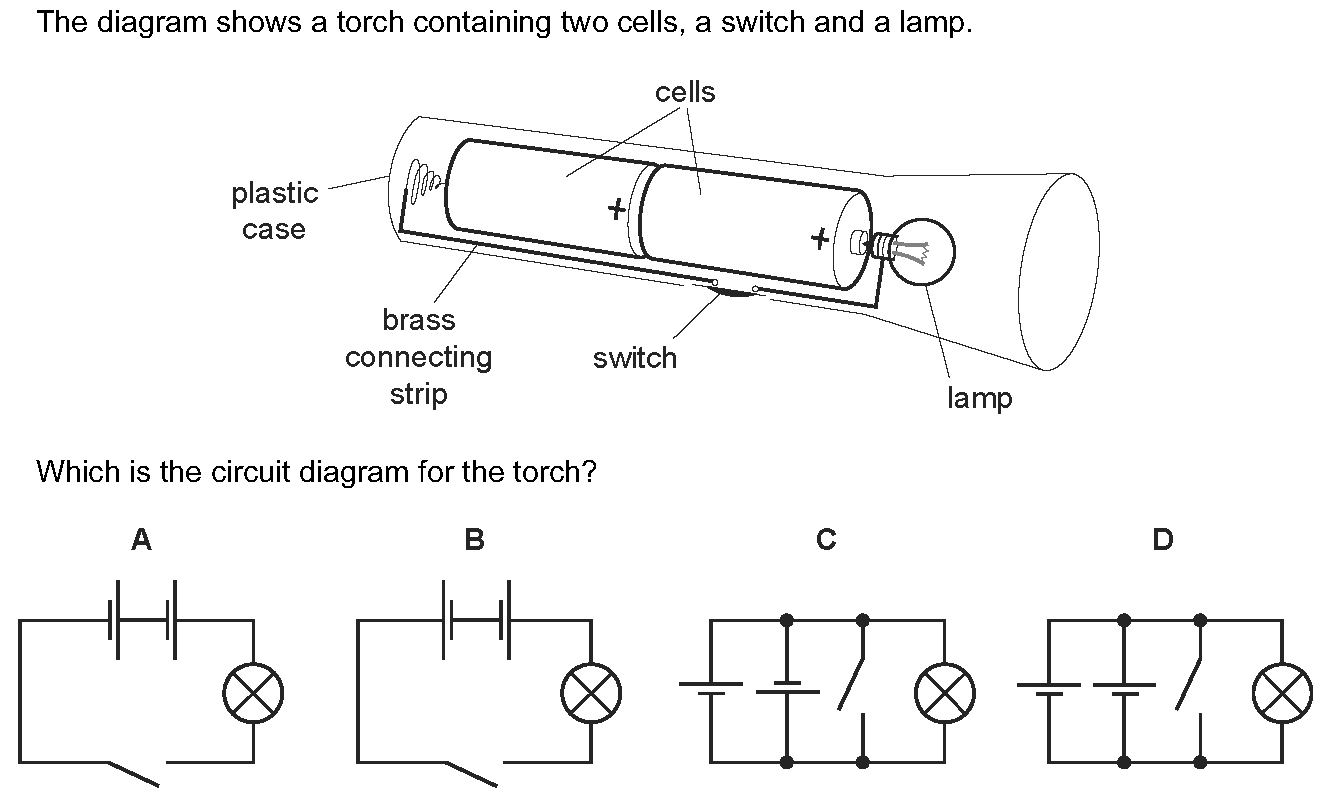 The diagram shows a torch containing two cells, a switch and a lamp.
cells
plastic
case
+
+
brass
connecting
strip
switch
lamp
Which is the circuit diagram for the torch?
A B C D